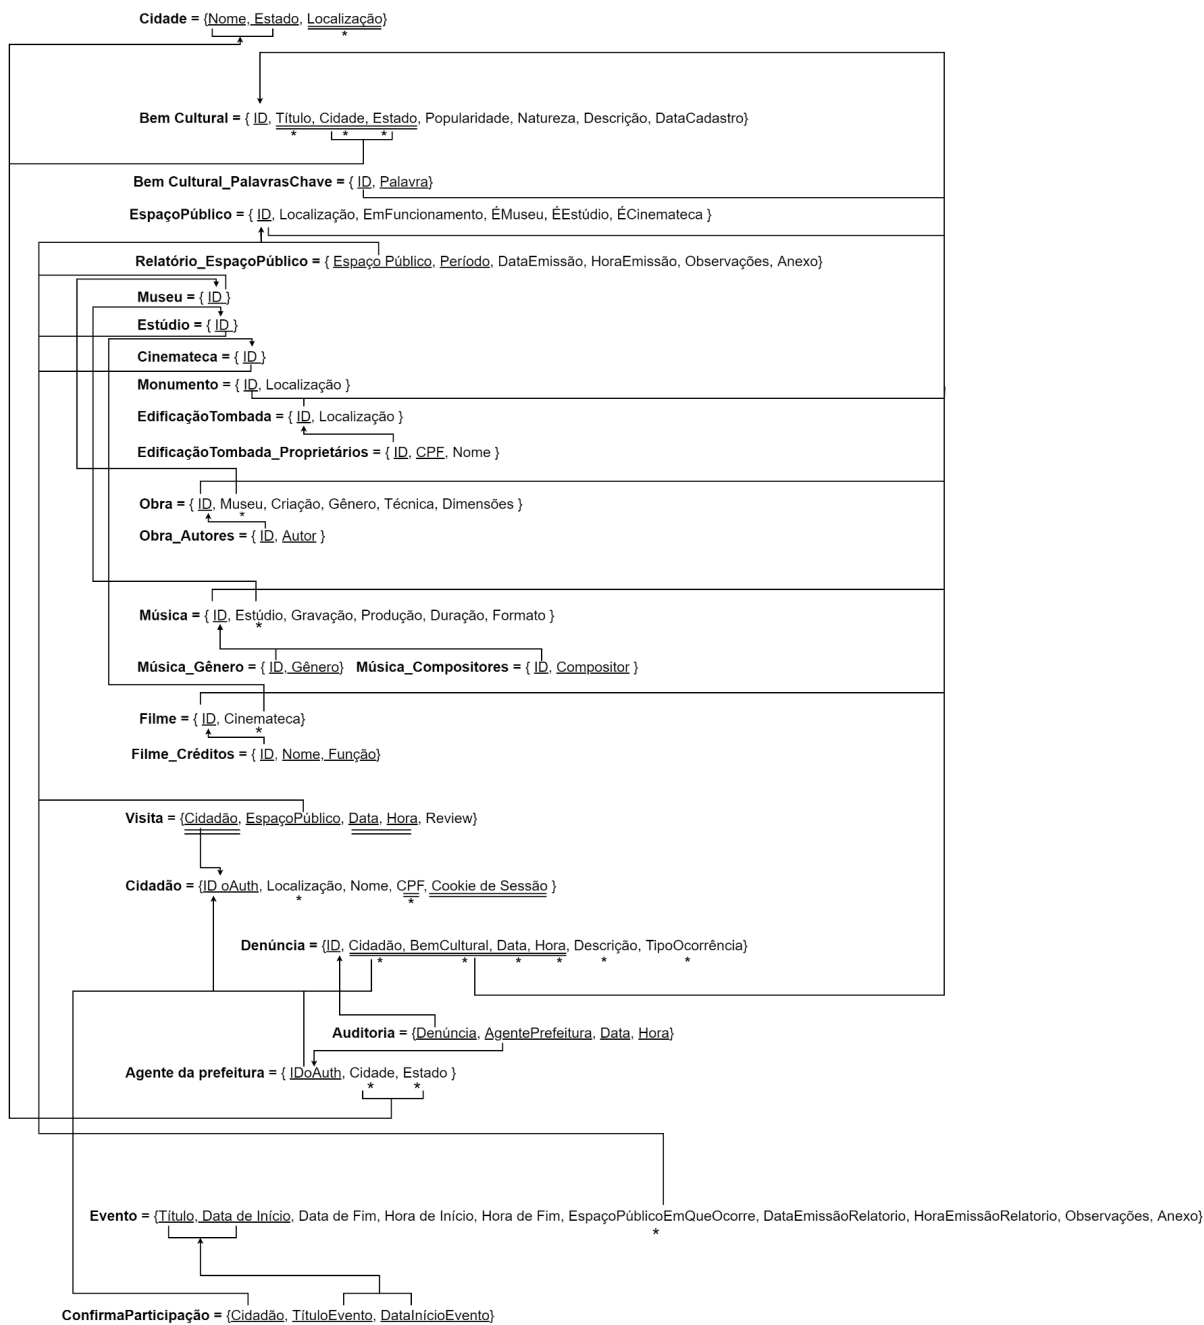 Cidade = {Nome, Estado, Localização}
*
Bem Cultural = { ID, Título, Cidade, Estado, Popularidade, Natureza, Descrição, DataCadastro}
* * *
Bem Cultural_PalavrasChave = { ID, Palavra}
EspaçoPúblico = { ID, Localização, EmFuncionamento, ÉMuseu, ÉEstúdio, ÉCinemateca }
Relatório_EspaçoPúblico = { Espaço Público, Período, DataEmissão, HoraEmissão, Observações, Anexo}
Museu = { ID }
Estúdio = { ID }
Cinemateca = { ID }
Monumento = { ID, Localização }
EdificaçãoTombada = { ID, Localização }
EdificaçãoTombada_Proprietários = { ID, CPF, Nome }
Obra = { ID, Museu, Criação, Gênero, Técnica, Dimensões }
*
Obra_Autores = { ID, Autor }
Música = { ID, Estúdio, Gravação, Produção, Duração, Formato }
*
Música_Gênero = { ID, Gênero} Música_Compositores = { ID, Compositor }
Filme = { ID, Cinemateca}
*
Filme_Créditos = { ID, Nome, Função}
Visita = {Cidadão, EspaçoPúblico, Data, Hora, Review}
Cidadão = {ID oAuth, Localização, Nome, CPF, Cookie de Sessão }
* *
Denúncia = {ID, Cidadão, BemCultural, Data, Hora, Descrição, TipoOcorrência}
* * * * * *
Auditoria = {Denúncia, AgentePrefeitura, Data, Hora}
Agente da prefeitura = { IDoAuth, Cidade, Estado }
* *
Evento = {Título, Data de Início, Data de Fim, Hora de Início, Hora de Fim, EspaçoPúblicoEmQueOcorre, DataEmissãoRelatorio, HoraEmissãoRelatorio, Observações, Anexo}
*
ConfirmaParticipação = {Cidadão, TítuloEvento, DataInícioEvento}